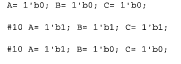 A= 1'b0; B= 1'b0; C= 1'b0;
#10 A= 1'b1; B= 1'b1; C= 1'b1;
#10 A= 1'b1; B= 1'b0; C= 1'b0;